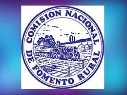 COMISION NACIONAL
DE FOMENTO RURAL